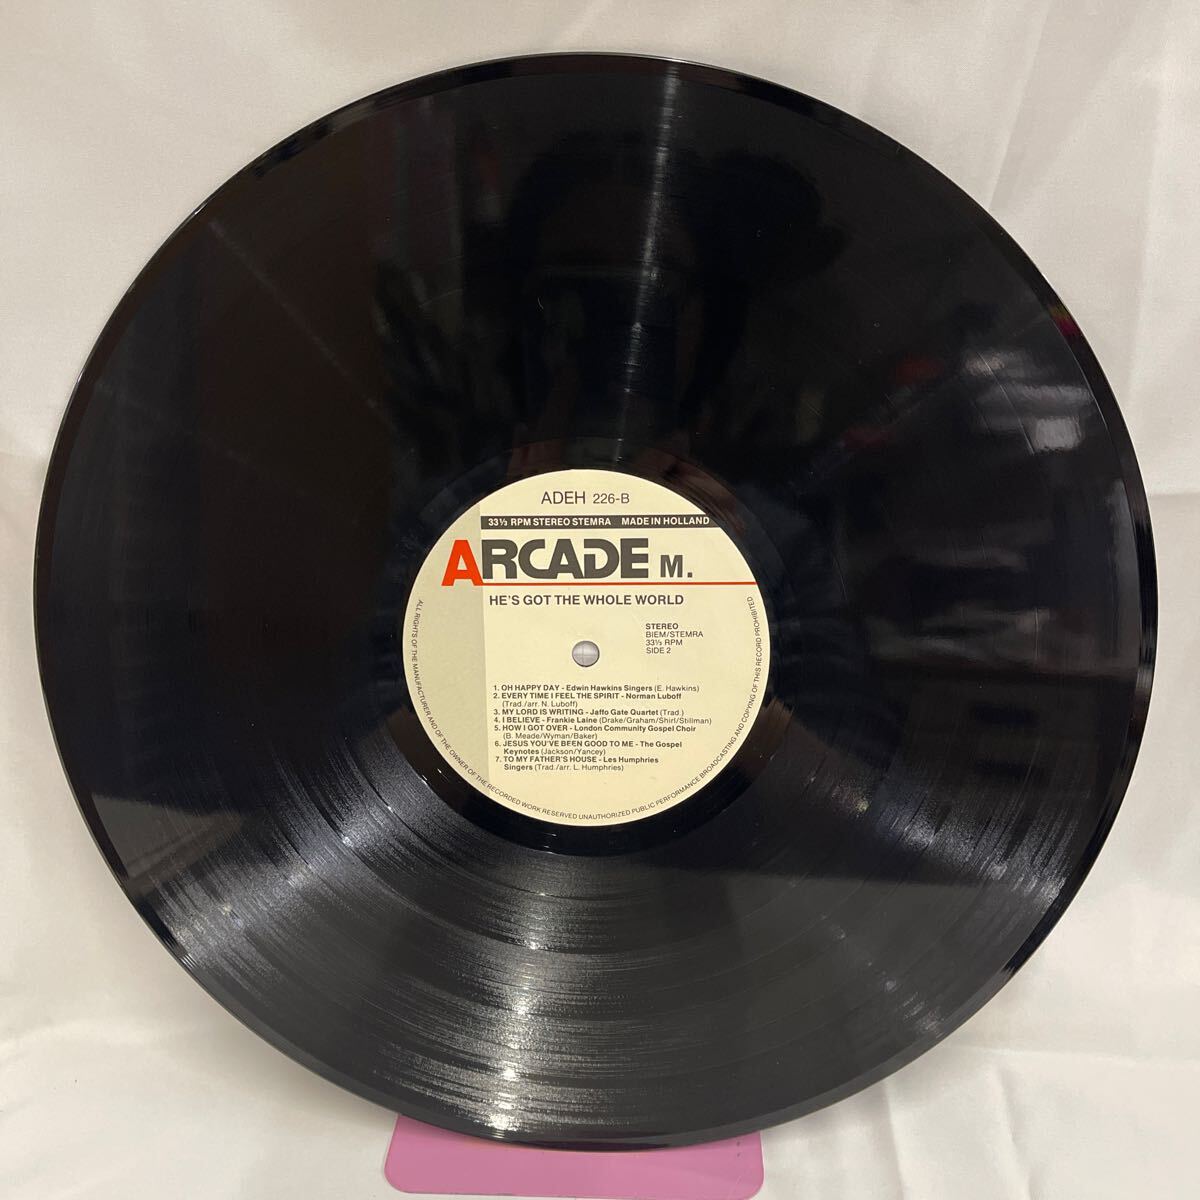 ADEH 226-B
33⅓ RPM STEREO STEMRA MADE IN HOLLAND
ARCADE M.
HE'S GOT THE WHOLE WORLD
STEREO
BIEM/STEMRA
33⅓ RPM
SIDE 2
1. OH HAPPY DAY - Edwin Hawkins Singers (E. Hawkins)
2. EVERY TIME I FEEL THE SPIRIT - Norman Luboff
(Trad./arr. N. Luboff)
3. MY LORD IS WRITING - Jaffo Gate Quartet (Trad.)
4. I BELIEVE - Frankie Laine (Drake/Graham/Shirl/Stillman)
5. HOW I GOT OVER - London Community Gospel Choir
(B. Meade/Wyman/Baker)
6. JESUS YOU'VE BEEN GOOD TO ME - The Gospel
Keynotes (Jackson/Yancey)
7. TO MY FATHER'S HOUSE - Les Humphries
Singers (Trad./arr. L. Humphries)
ALL RIGHTS OF THE MANUFACTURER AND OF THE OWNER OF THE RECORDED WORK RESERVED UNAUTHORIZED PUBLIC PERFORMANCE BROADCASTING AND COPYING OF THIS RECORD PROHIBITED